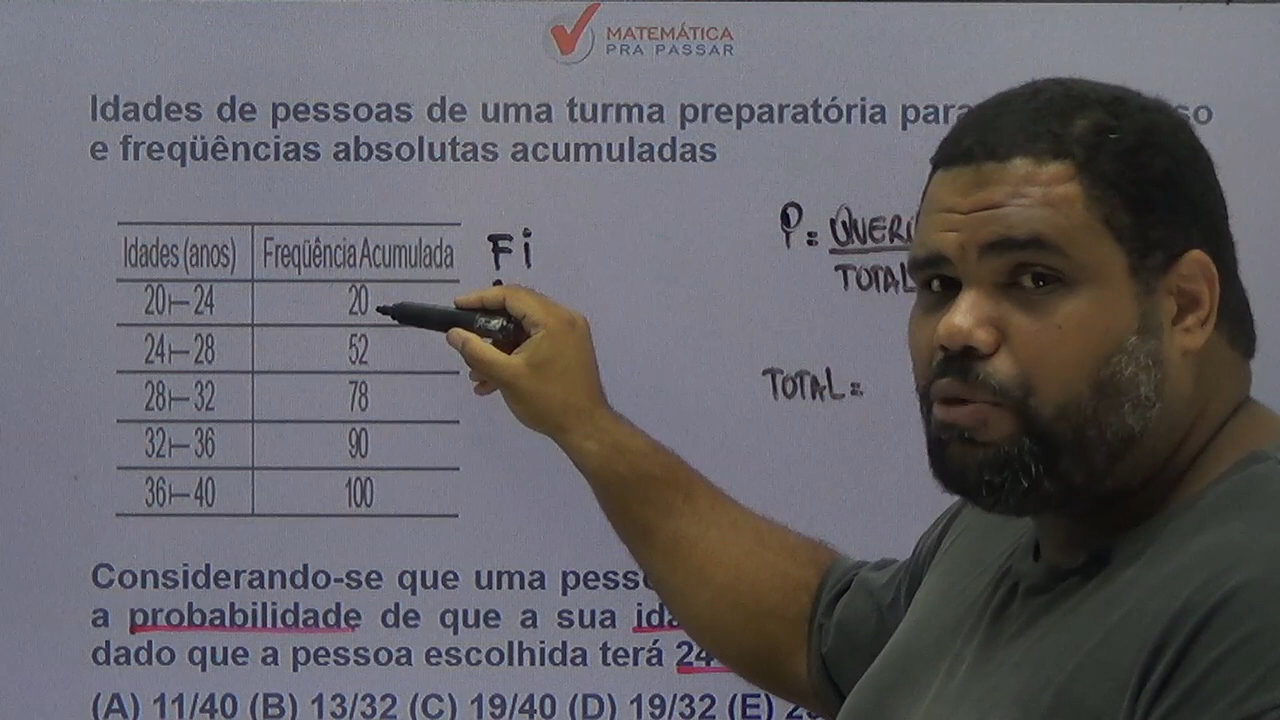 MATEMÁTICA
PRA PASSAR
Idades de pessoas de uma turma preparatória para
e freqüências absolutas acumuladas
Idades (anos) Freqüência Acumulada Fi
20⊢24 20
24⊢28 52
28⊢32 78
32⊢36 90
36⊢40 100
P =
TOTAL
TOTAL =
Considerando-se que uma
a probabilidade de que a sua
dado que a pessoa escolhida terá 24
(A) 11/40 (B) 13/32 (C) 19/40 (D) 19/32 (E)